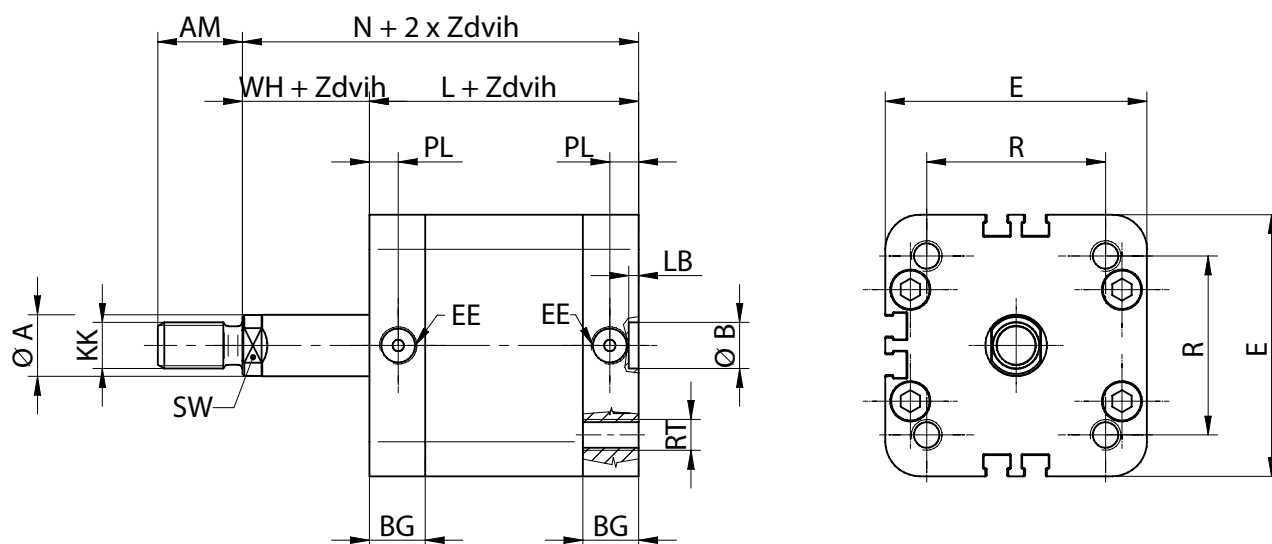 AM
N + 2 x Zdvih
WH + Zdvih
L + Zdvih
E
PL
PL
R
LB
EE
EE
Ø A
KK
Ø B
R
E
SW
RT
BG
BG